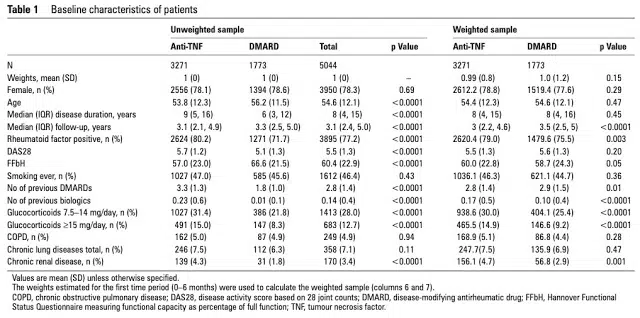 Table 1 Baseline characteristics of patients
Unweighted sample Weighted sample
Anti-TNF DMARD Total p Value Anti-TNF DMARD p Value
N 3271 1773 5044 3271 1773
Weights, mean (SD) 1 (0) 1 (0) 1 (0) – 0.99 (0.8) 1.0 (1.2) 0.15
Female, n (%) 2556 (78.1) 1394 (78.6) 3950 (78.3) 0.69 2612.2 (78.8) 1519.4 (77.6) 0.29
Age 53.8 (12.3) 56.2 (11.5) 54.6 (12.1) <0.0001 54.4 (12.3) 54.6 (12.1) 0.47
Median (IQR) disease duration, years 9 (5, 16) 6 (3, 12) 8 (4, 15) <0.0001 8 (4, 15) 8 (4, 16) 0.45
Median (IQR) follow-up, years 3.1 (2.1, 4.9) 3.3 (2.5, 5.0) 3.1 (2.4, 5.0) <0.0001 3 (2.2, 4.6) 3.5 (2.5, 5) <0.0001
Rheumatoid factor positive, n (%) 2624 (80.2) 1271 (71.7) 3895 (77.2) <0.0001 2620.4 (79.0) 1479.6 (75.5) 0.003
DAS28 5.7 (1.2) 5.1 (1.3) 5.5 (1.3) <0.0001 5.5 (1.3) 5.6 (1.3) 0.20
FFbH 57.0 (23.0) 66.6 (21.5) 60.4 (22.9) <0.0001 60.0 (22.8) 58.7 (24.3) 0.05
Smoking ever, n (%) 1027 (47.0) 585 (45.6) 1612 (46.4) 0.43 1036.1 (46.3) 621.1 (44.7) 0.36
No of previous DMARDs 3.3 (1.3) 1.8 (1.0) 2.8 (1.4) <0.0001 2.8 (1.4) 2.9 (1.5) 0.01
No of previous biologics 0.23 (0.6) 0.01 (0.1) 0.14 (0.4) <0.0001 0.17 (0.5) 0.10 (0.4) <0.0001
Glucocorticoids 7.5–14 mg/day, n (%) 1027 (31.4) 386 (21.8) 1413 (28.0) <0.0001 938.6 (30.0) 404.1 (25.4) <0.0001
Glucocorticoids ≥15 mg/day, n (%) 491 (15.0) 147 (8.3) 683 (12.7) <0.0001 465.5 (14.9) 146.6 (9.2) <0.0001
COPD, n (%) 162 (5.0) 87 (4.9) 249 (4.9) 0.94 168.9 (5.1) 86.8 (4.4) 0.28
Chronic lung diseases total, n (%) 246 (7.5) 112 (6.3) 358 (7.1) 0.11 247.7(7.5) 135.9 (6.9) 0.47
Chronic renal disease, n (%) 139 (4.3) 31 (1.8) 170 (3.4) <0.0001 156.1 (4.7) 56.8 (2.9) 0.001
Values are mean (SD) unless otherwise specified.
The weights estimated for the first time period (0–6 months) were used to calculate the weighted sample (columns 6 and 7).
COPD, chronic obstructive pulmonary disease; DAS28, disease activity score based on 28 joint counts; DMARD, disease-modifying antirheumatic drug; FFbH, Hannover Functional
Status Questionnaire measuring functional capacity as percentage of full function; TNF, tumour necrosis factor.